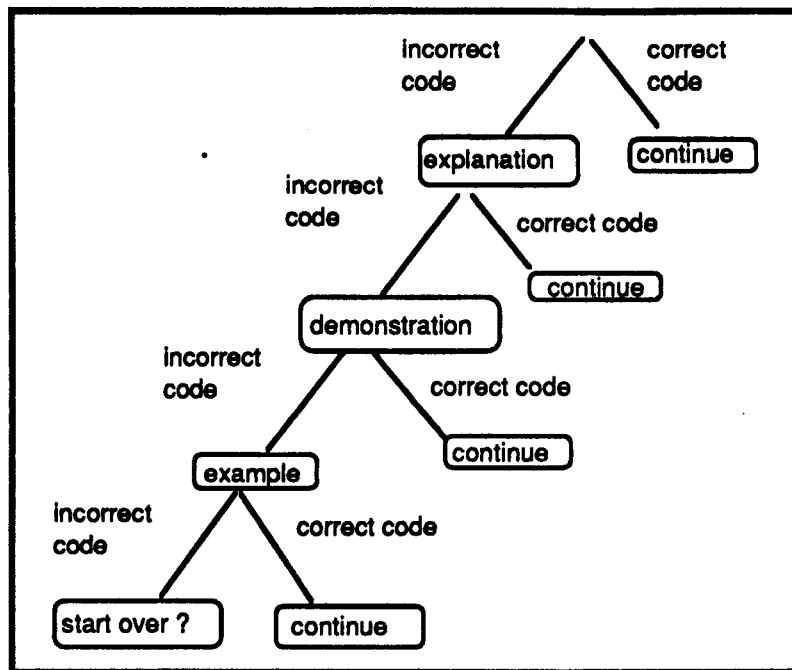 incorrect
code
correct
code
explanation
continue
incorrect
code
correct code
continue
demonstration
incorrect
code
correct code
continue
example
incorrect
code
correct code
start over ?
continue